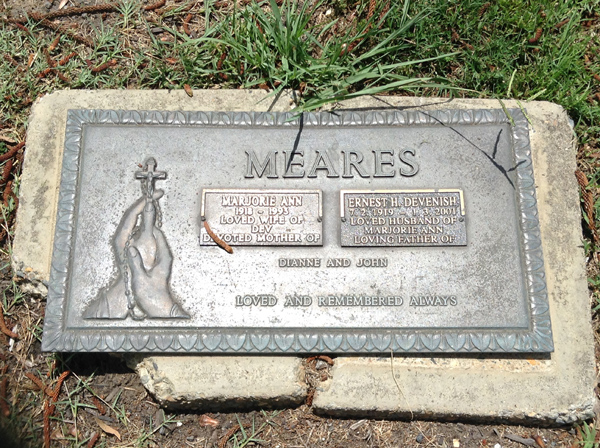 MEARES
MARJORIE ANN
1918 - 1993
LOVED WIFE OF
DEV
DEVOTED MOTHER OF
ERNEST H. DEVENISH
7.2.1919 - 1.3.2001
LOVED HUSBAND OF
MARJORIE ANN
LOVING FATHER OF
DIANNE AND JOHN
LOVED AND REMEMBERED ALWAYS